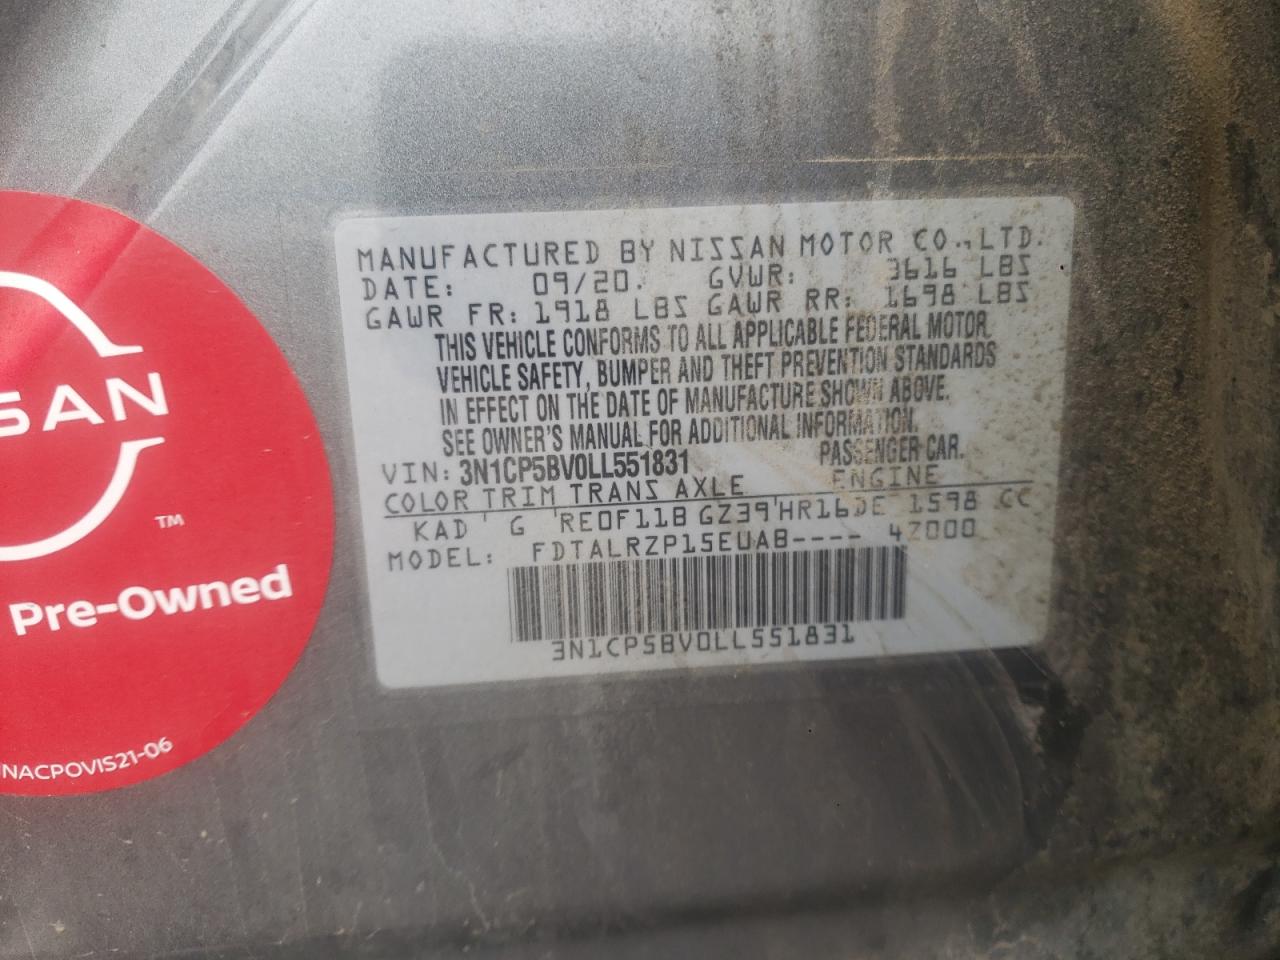 MANUFACTURED BY NISSAN MOTOR CO.,LTD.
DATE: 09/20. GVWR: 3616 LBS
GAWR FR: 1918 LBS GAWR RR: 1698 LBS
THIS VEHICLE CONFORMS TO ALL APPLICABLE FEDERAL MOTOR
VEHICLE SAFETY, BUMPER AND THEFT PREVENTION STANDARDS
IN EFFECT ON THE DATE OF MANUFACTURE SHOWN ABOVE.
SEE OWNER'S MANUAL FOR ADDITIONAL INFORMATION.
VIN: 3N1CP5BV0LL551831 PASSENGER CAR.
COLOR TRIM TRANS AXLE ENGINE
KAD G RE0F11B GZ39 HR16DE 1598 CC
MODEL: FDTALRZP15EUAB---- 4Z000
3N1CP5BV0LL551831
SSAN
TM
Pre-Owned
NACPOVIS21-06